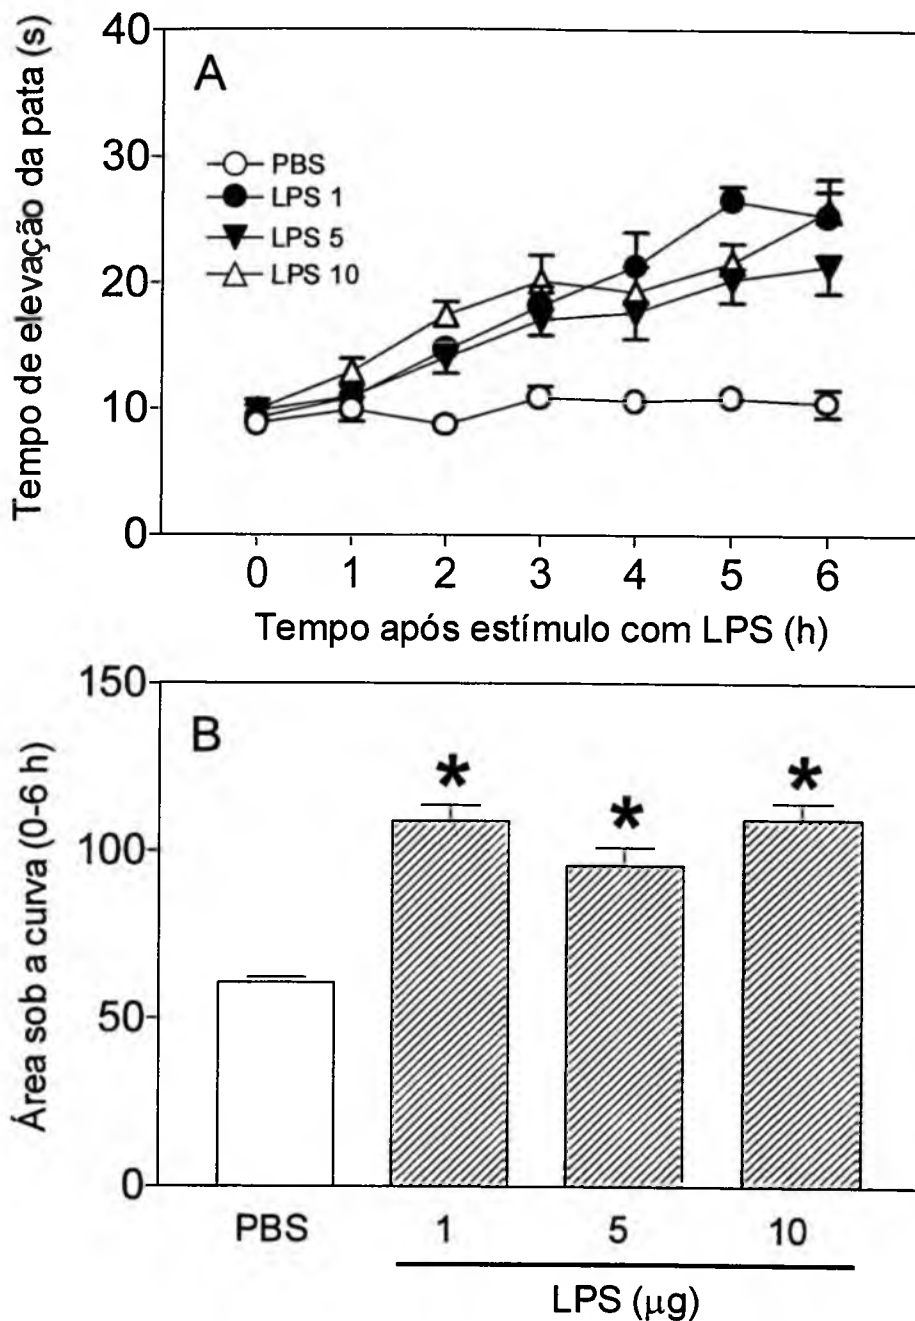 Tempo de elevação da pata (s)
40
30
20
10
0
A
PBS
LPS 1
LPS 5
LPS 10
0 1 2 3 4 5 6
Tempo após estímulo com LPS (h)
Área sob a curva (0-6 h)
150
100
50
0
B
* * *
PBS 1 5 10
LPS (μg)